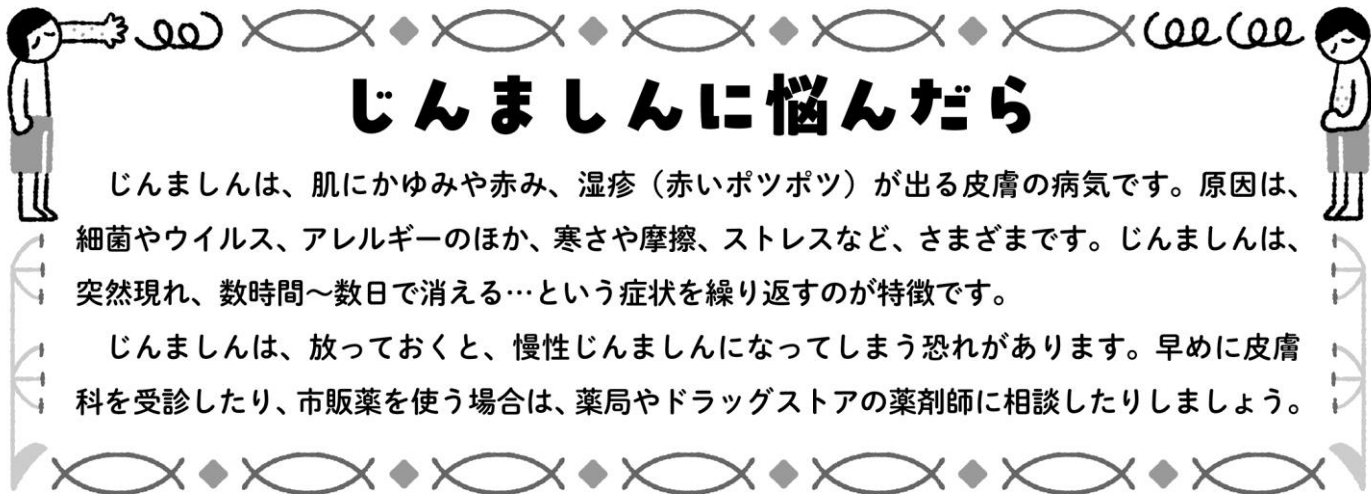 じんましんに悩んだら
じんましんは、肌にかゆみや赤み、湿疹（赤いポツポツ）が出る皮膚の病気です。原因は、
細菌やウイルス、アレルギーのほか、寒さや摩擦、ストレスなど、さまざまです。じんましんは、
突然現れ、数時間～数日で消える…という症状を繰り返すのが特徴です。
じんましんは、放っておくと、慢性じんましんになってしまう恐れがあります。早めに皮膚
科を受診したり、市販薬を使う場合は、薬局やドラッグストアの薬剤師に相談したりしましょう。